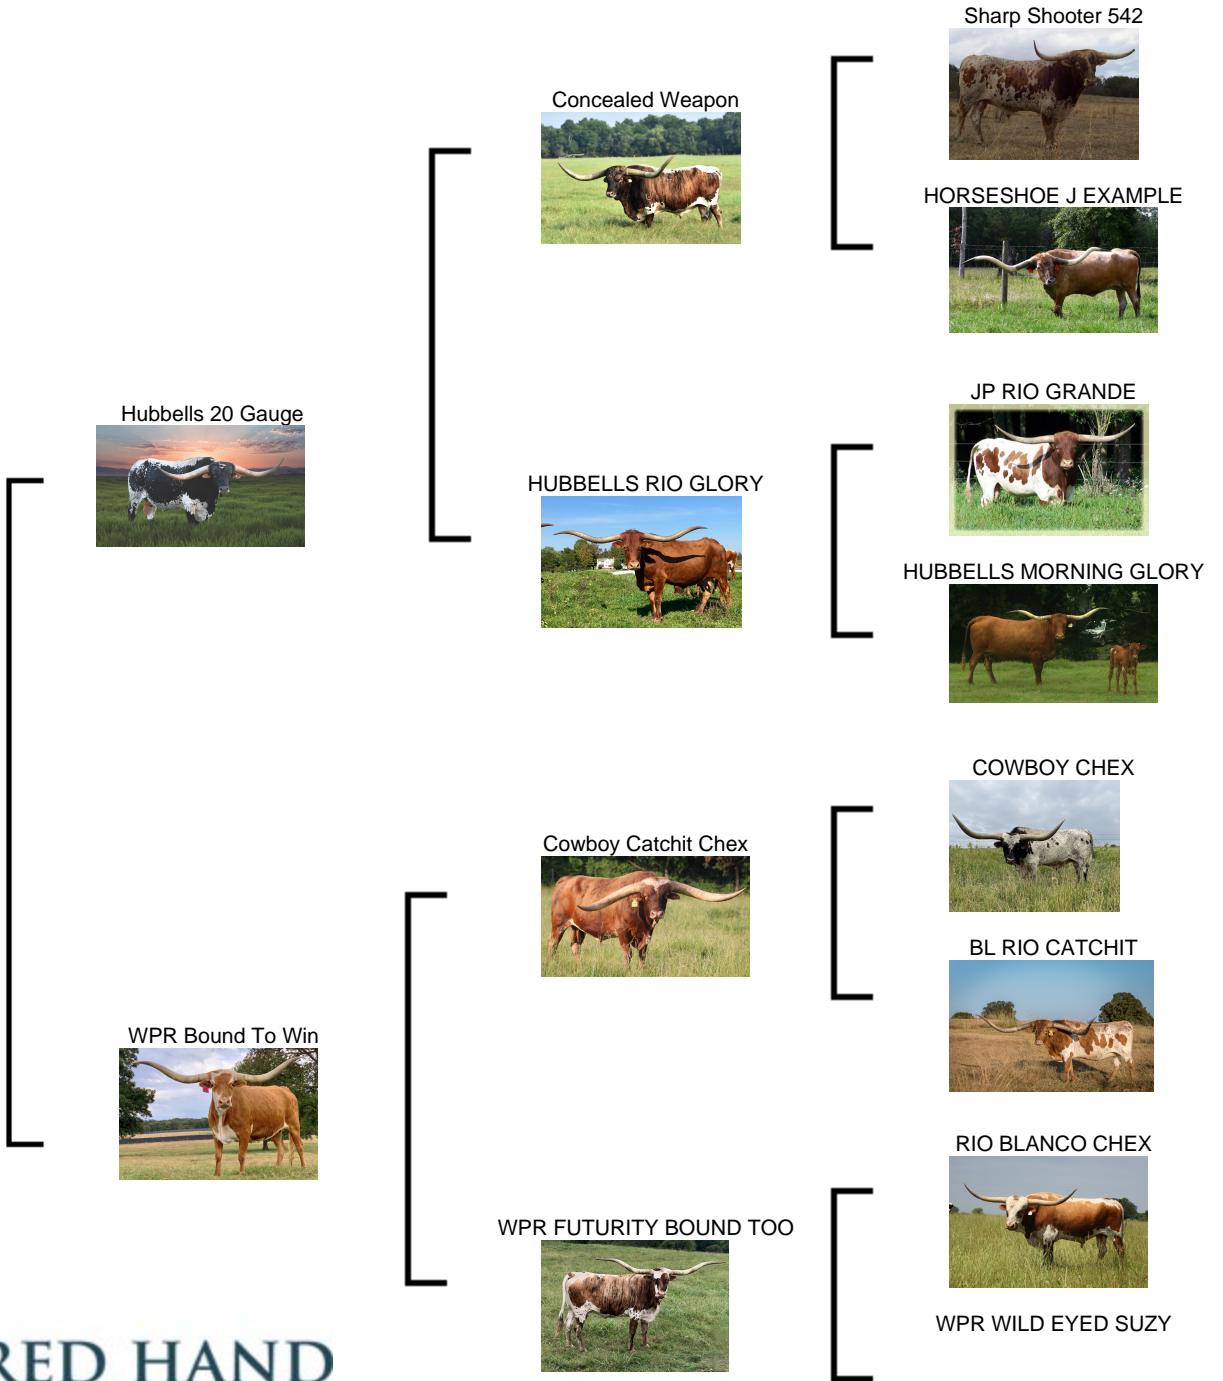 Sharp Shooter 542
Concealed Weapon
HORSESHOE J EXAMPLE
Hubbells 20 Gauge
JP RIO GRANDE
HUBBELLS RIO GLORY
HUBBELLS MORNING GLORY
COWBOY CHEX
Cowboy Catchit Chex
BL RIO CATCHIT
WPR Bound To Win
RIO BLANCO CHEX
WPR FUTURITY BOUND TOO
WPR WILD EYED SUZY
RED HAND